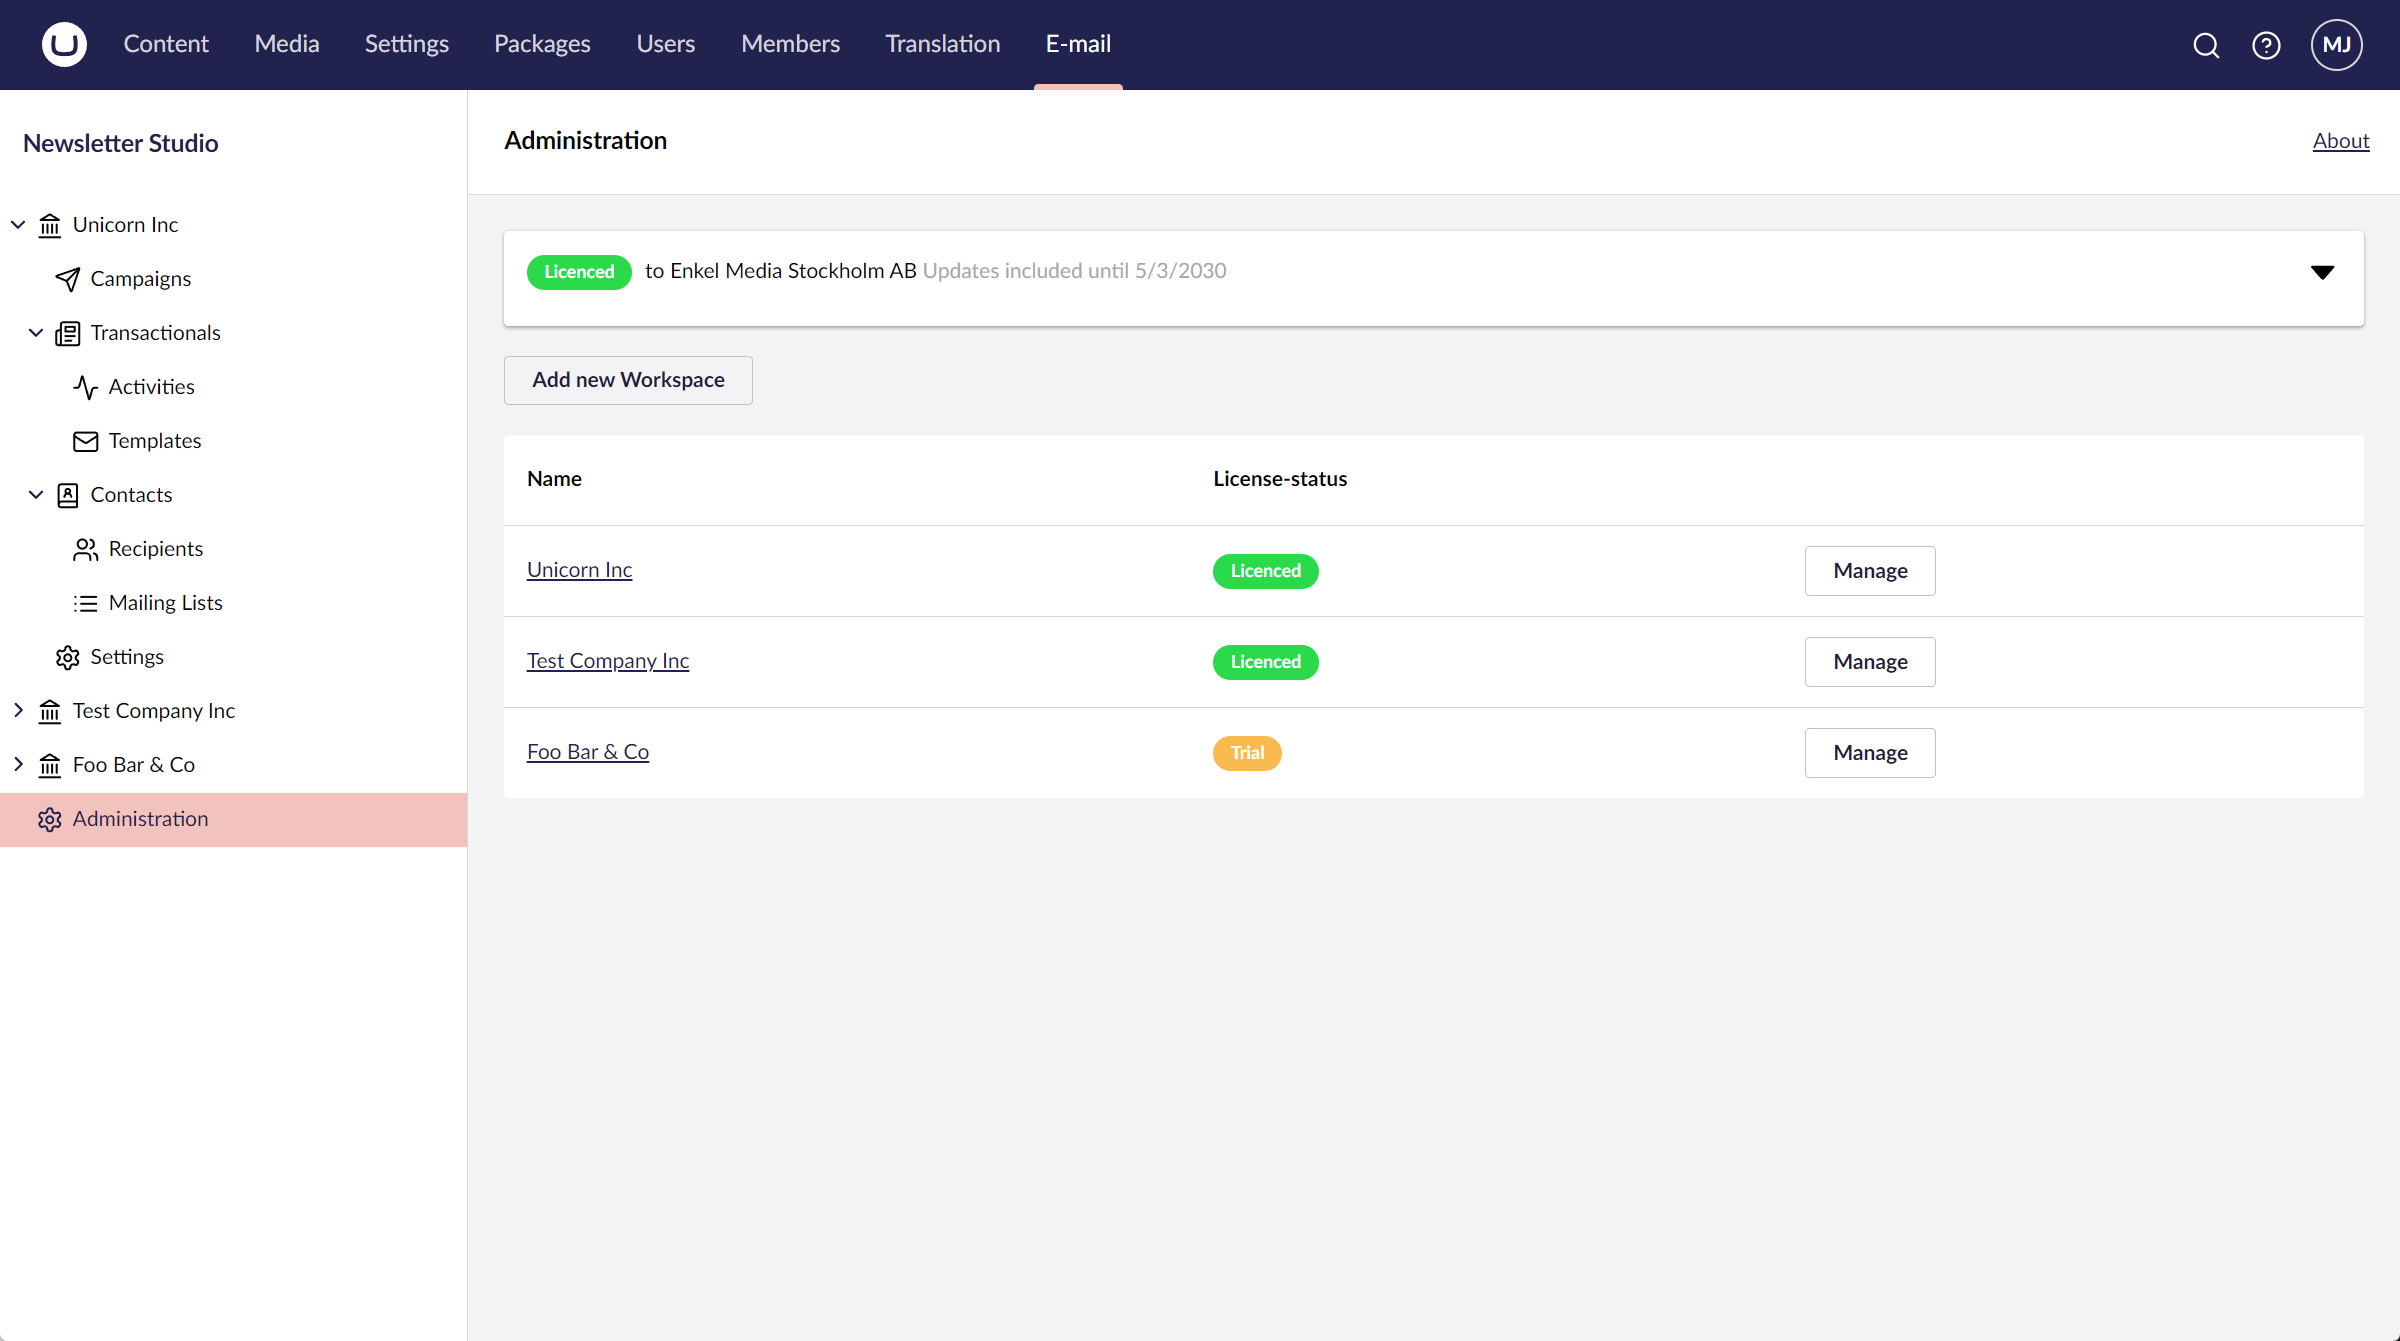 Content Media Settings Packages Users Members Translation E-mail MJ
Newsletter Studio
Unicorn Inc
Campaigns
Transactionals
Activities
Templates
Contacts
Recipients
Mailing Lists
Settings
Test Company Inc
Foo Bar & Co
Administration
Administration About
Licenced to Enkel Media Stockholm AB Updates included until 5/3/2030
Add new Workspace
Name License-status
Unicorn Inc Licenced Manage
Test Company Inc Licenced Manage
Foo Bar & Co Trial Manage